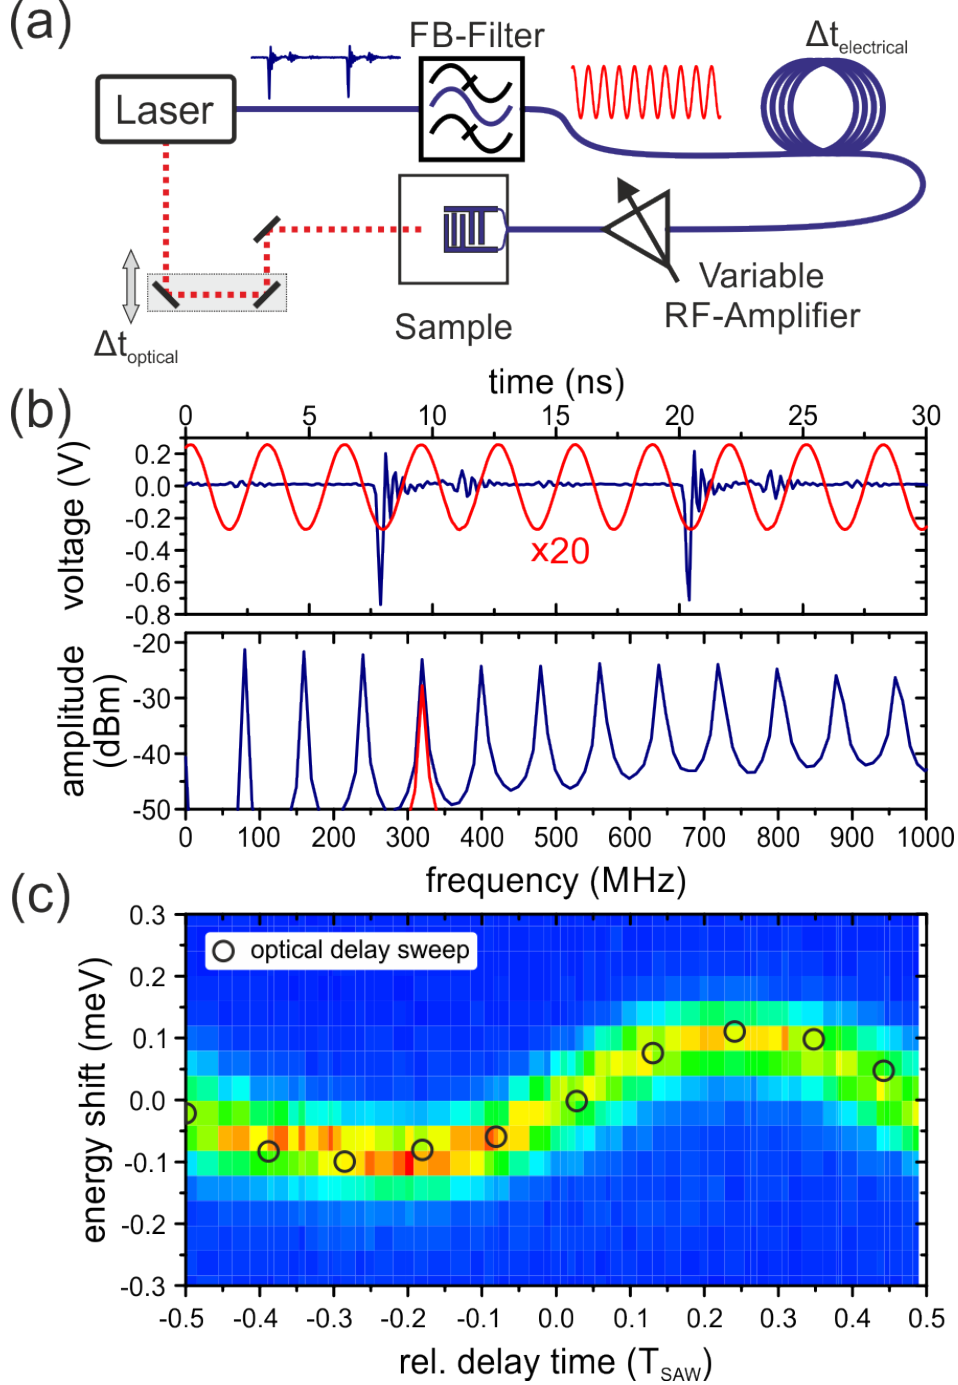 (a)
FB-Filter
Δt_electrical
Laser
Variable
RF-Amplifier
Sample
Δt_optical
(b)
time (ns)
0 5 10 15 20 25 30
voltage (V)
0.2
0.0
-0.2
-0.4
-0.6
-0.8
x20
amplitude
(dBm)
-20
-30
-40
-50
0 100 200 300 400 500 600 700 800 900 1000
frequency (MHz)
(c)
energy shift (meV)
0.3
0.2
0.1
0.0
-0.1
-0.2
-0.3
optical delay sweep
-0.5 -0.4 -0.3 -0.2 -0.1 0.0 0.1 0.2 0.3 0.4 0.5
rel. delay time (T_SAW)